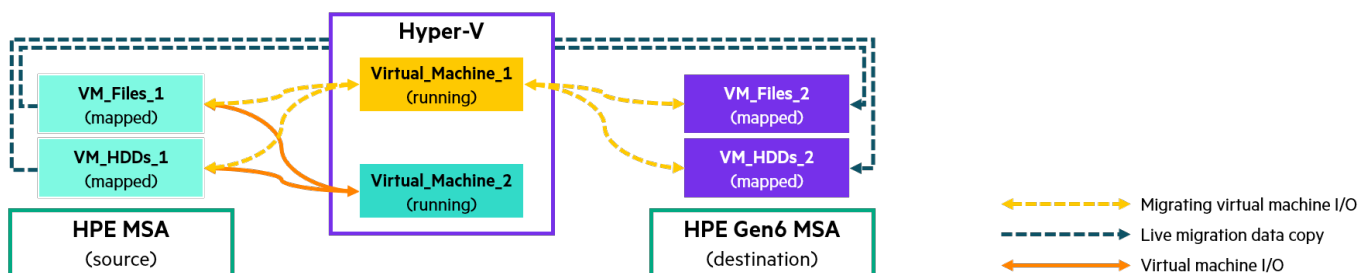 Hyper-V
VM_Files_1
(mapped)
VM_HDDs_1
(mapped)
Virtual_Machine_1
(running)
Virtual_Machine_2
(running)
VM_Files_2
(mapped)
VM_HDDs_2
(mapped)
HPE MSA
(source)
HPE Gen6 MSA
(destination)
Migrating virtual machine I/O
Live migration data copy
Virtual machine I/O